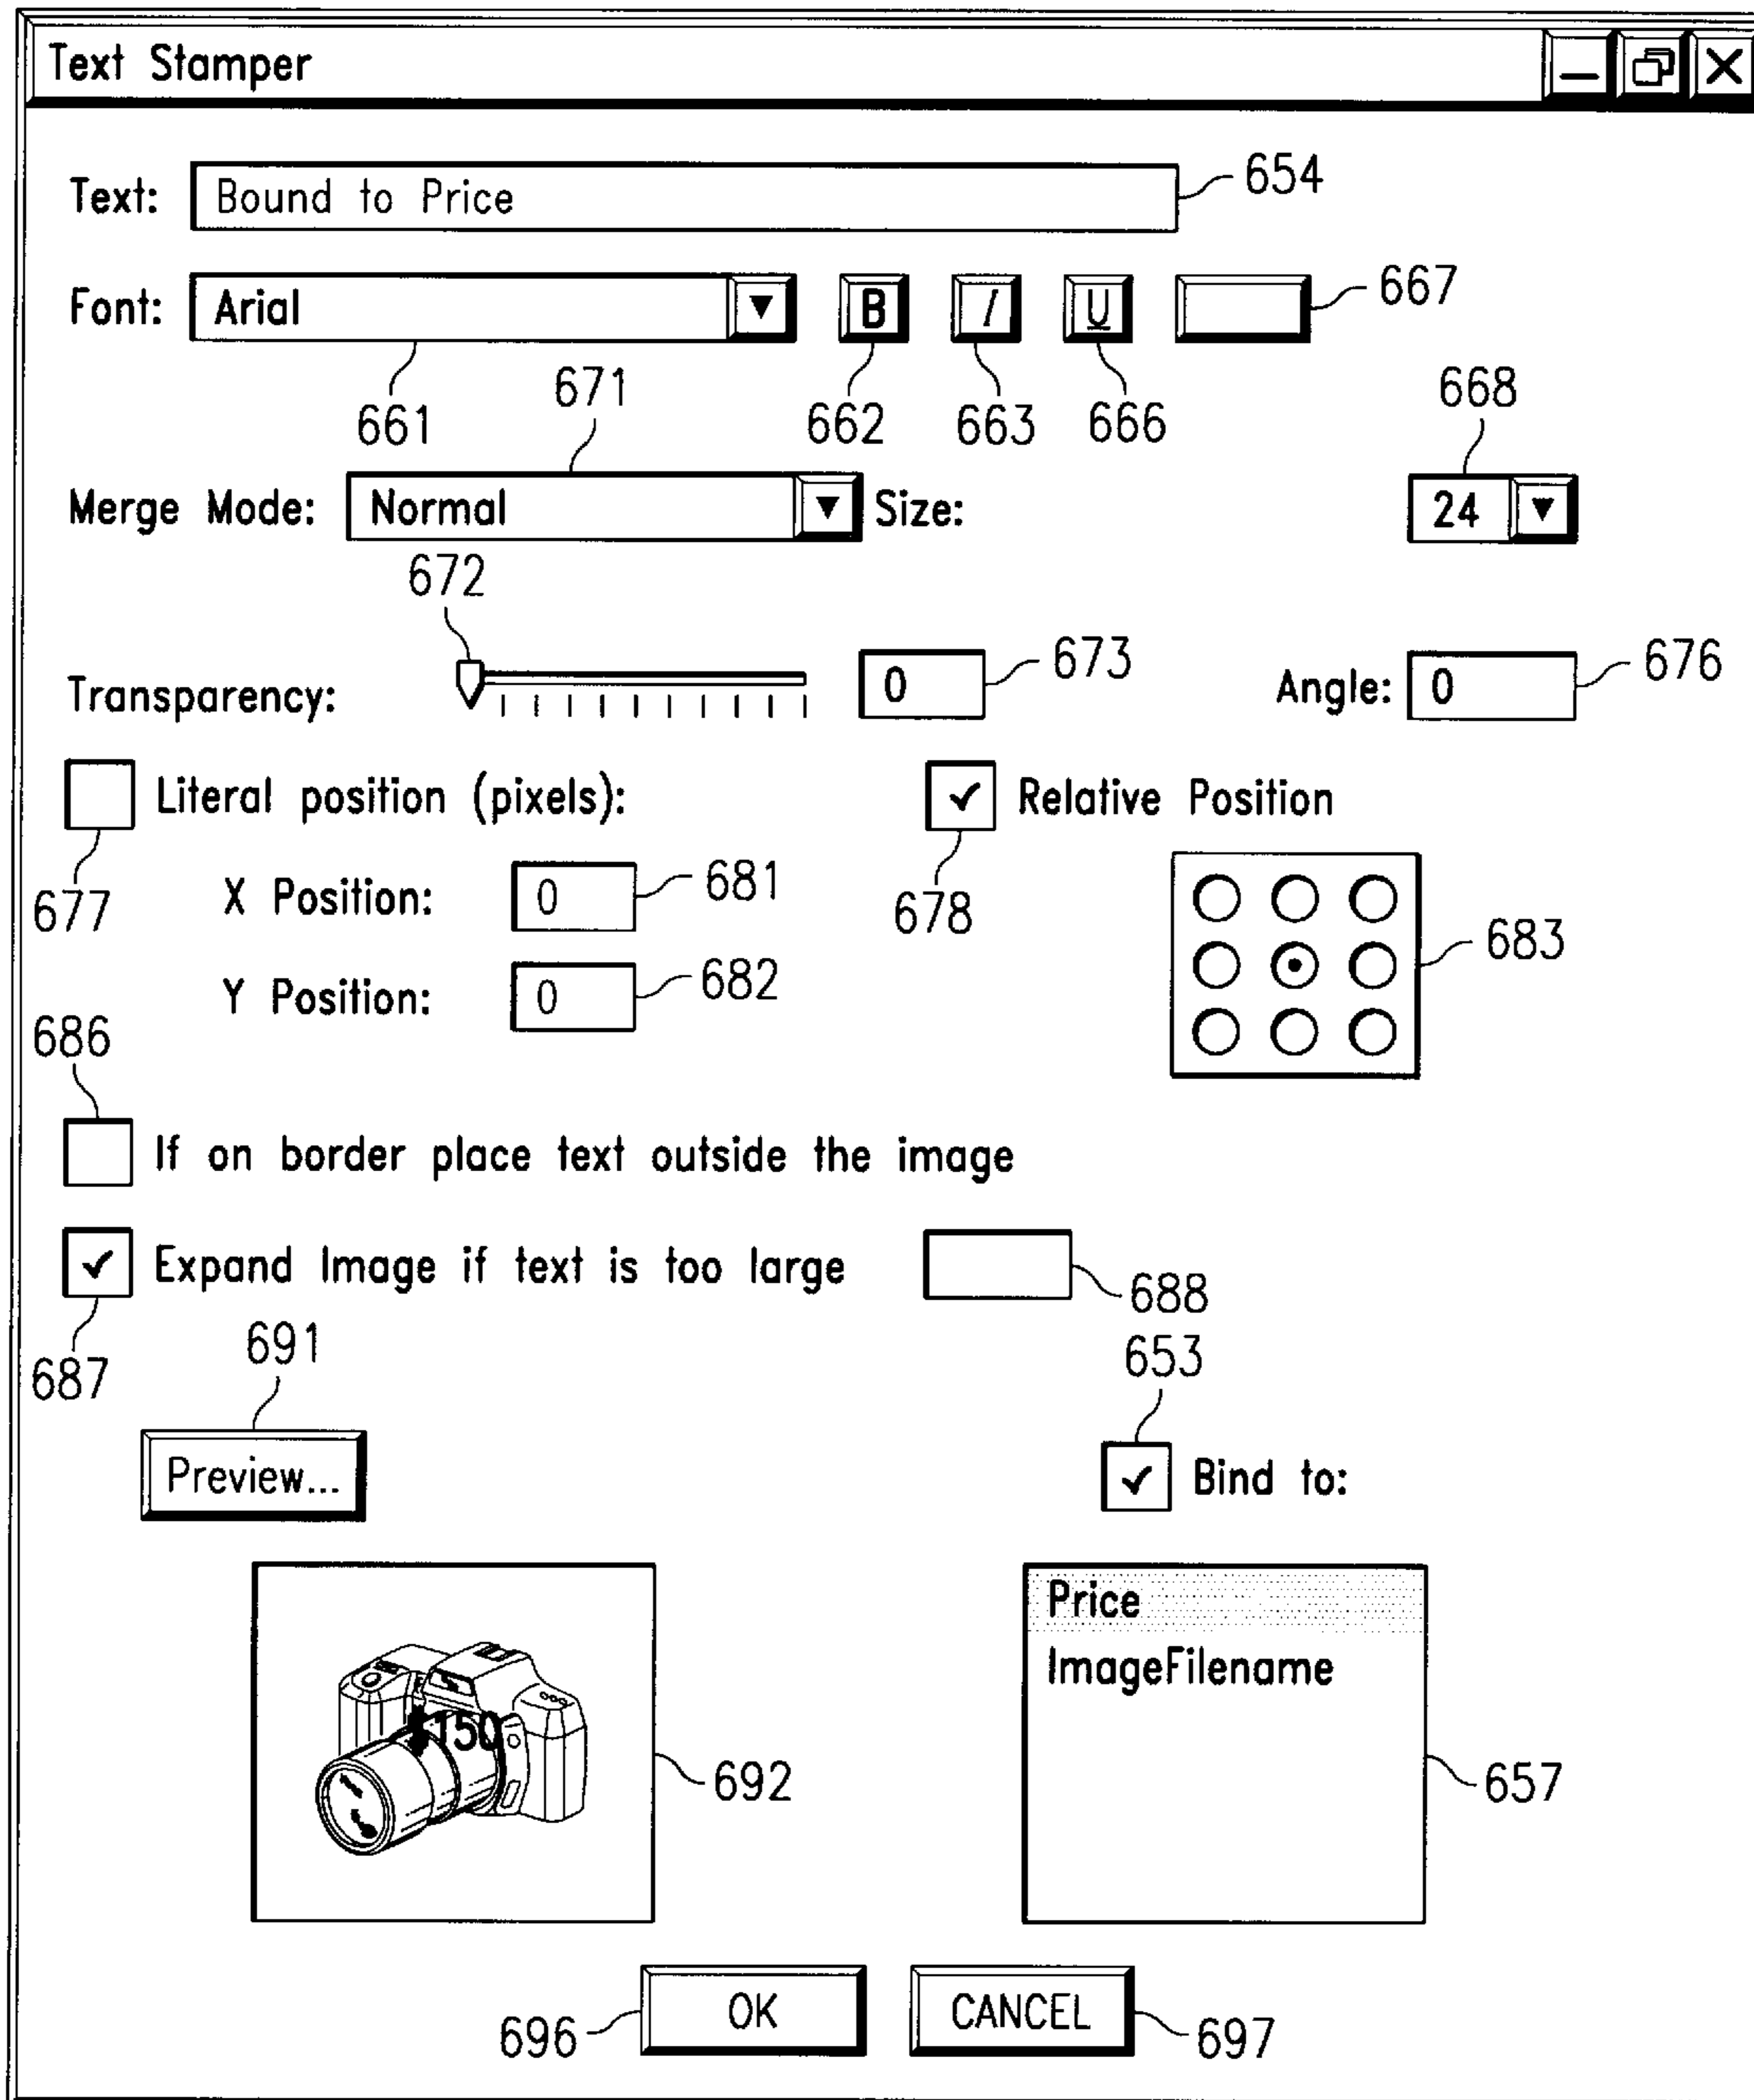 Text Stamper
Text: Bound to Price 654
Font: Arial B I U 667
661 671 662 663 666 668
Merge Mode: Normal Size: 24
672
Transparency: 0 673 Angle: 0 676
Literal position (pixels): Relative Position
677 X Position: 0 681 678 683
Y Position: 0 682
686
If on border place text outside the image
Expand Image if text is too large 688
687 691 653
Preview... Bind to:
Price
ImageFilename
150
692 657
696 OK CANCEL 697